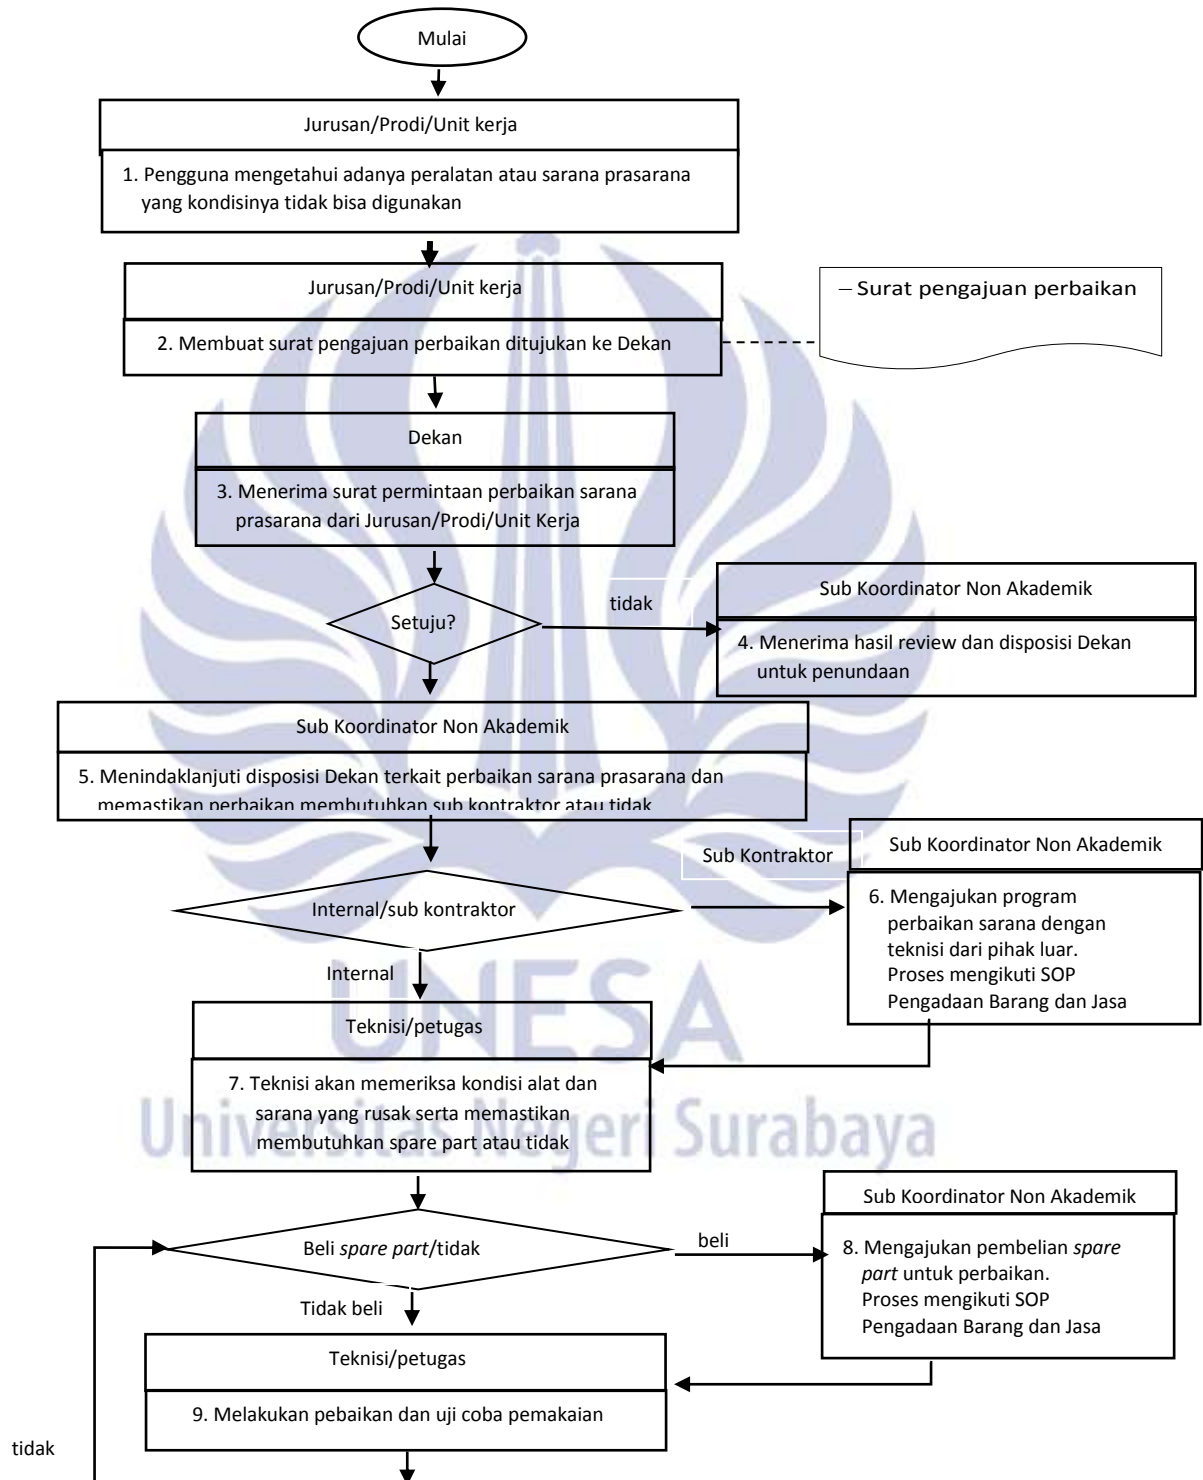 Mulai
Jurusan/Prodi/Unit kerja
1. Pengguna mengetahui adanya peralatan atau sarana prasarana
yang kondisinya tidak bisa digunakan
Jurusan/Prodi/Unit kerja
2. Membuat surat pengajuan perbaikan ditujukan ke Dekan
– Surat pengajuan perbaikan
Dekan
3. Menerima surat permintaan perbaikan sarana
prasarana dari Jurusan/Prodi/Unit Kerja
Setuju?
tidak
Sub Koordinator Non Akademik
4. Menerima hasil review dan disposisi Dekan
untuk penundaan
Sub Koordinator Non Akademik
5. Menindaklanjuti disposisi Dekan terkait perbaikan sarana prasarana dan
memastikan perbaikan membutuhkan sub kontraktor atau tidak
Internal/sub kontraktor
Sub Kontraktor
Sub Koordinator Non Akademik
6. Mengajukan program
perbaikan sarana dengan
teknisi dari pihak luar.
Proses mengikuti SOP
Pengadaan Barang dan Jasa
Internal
UNESA
Universitas Negeri Surabaya
Teknisi/petugas
7. Teknisi akan memeriksa kondisi alat dan
sarana yang rusak serta memastikan
membutuhkan spare part atau tidak
Beli spare part/tidak
beli
Sub Koordinator Non Akademik
8. Mengajukan pembelian spare
part untuk perbaikan.
Proses mengikuti SOP
Pengadaan Barang dan Jasa
Tidak beli
Teknisi/petugas
9. Melakukan pebaikan dan uji coba pemakaian
tidak